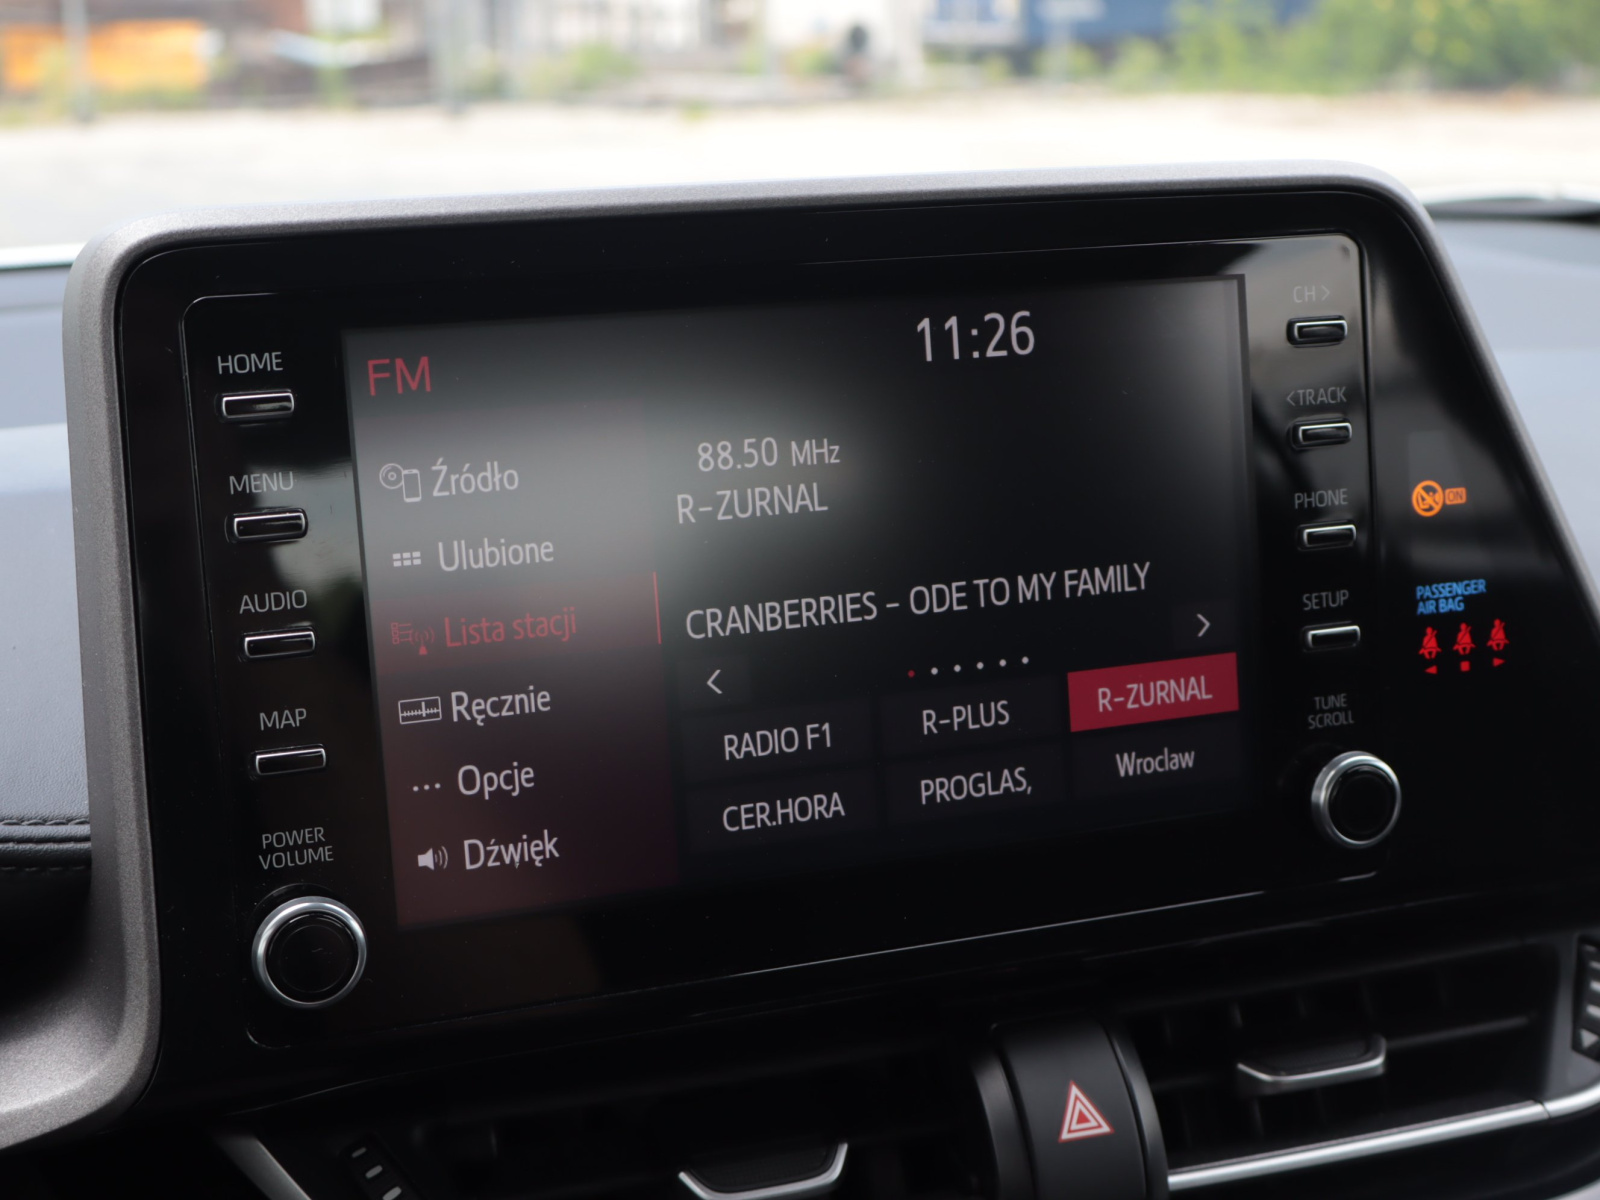 HOME
MENU
AUDIO
MAP
POWER
VOLUME
FM
11:26
Źródło
Ulubione
Lista stacji
Ręcznie
... Opcje
Dźwięk
88.50 MHz
R-ZURNAL
CRANBERRIES - ODE TO MY FAMILY
<
>
RADIO F1
R-PLUS
R-ZURNAL
CER.HORA
PROGLAS,
Wroclaw
CH >
< TRACK
PHONE
SETUP
TUNE
SCROLL
ON
PASSENGER
AIR BAG